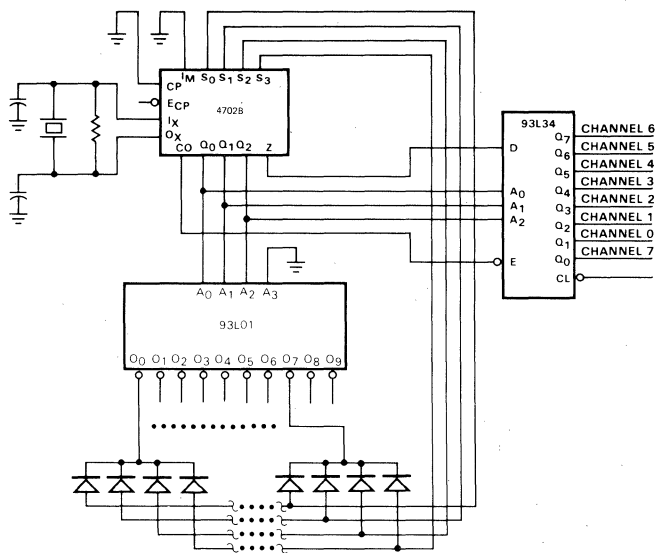 CP IM S0 S1 S2 S3
ECP
4702B
IX
OX
CO Q0 Q1 Q2 Z
93L34
D
A0
A1
A2
E
Q7 CHANNEL 6
Q6 CHANNEL 5
Q5 CHANNEL 4
Q4 CHANNEL 3
Q3 CHANNEL 2
Q2 CHANNEL 1
Q1 CHANNEL 0
Q0 CHANNEL 7
CL
A0 A1 A2 A3
93L01
O0 O1 O2 O3 O4 O5 O6 O7 O8 O9